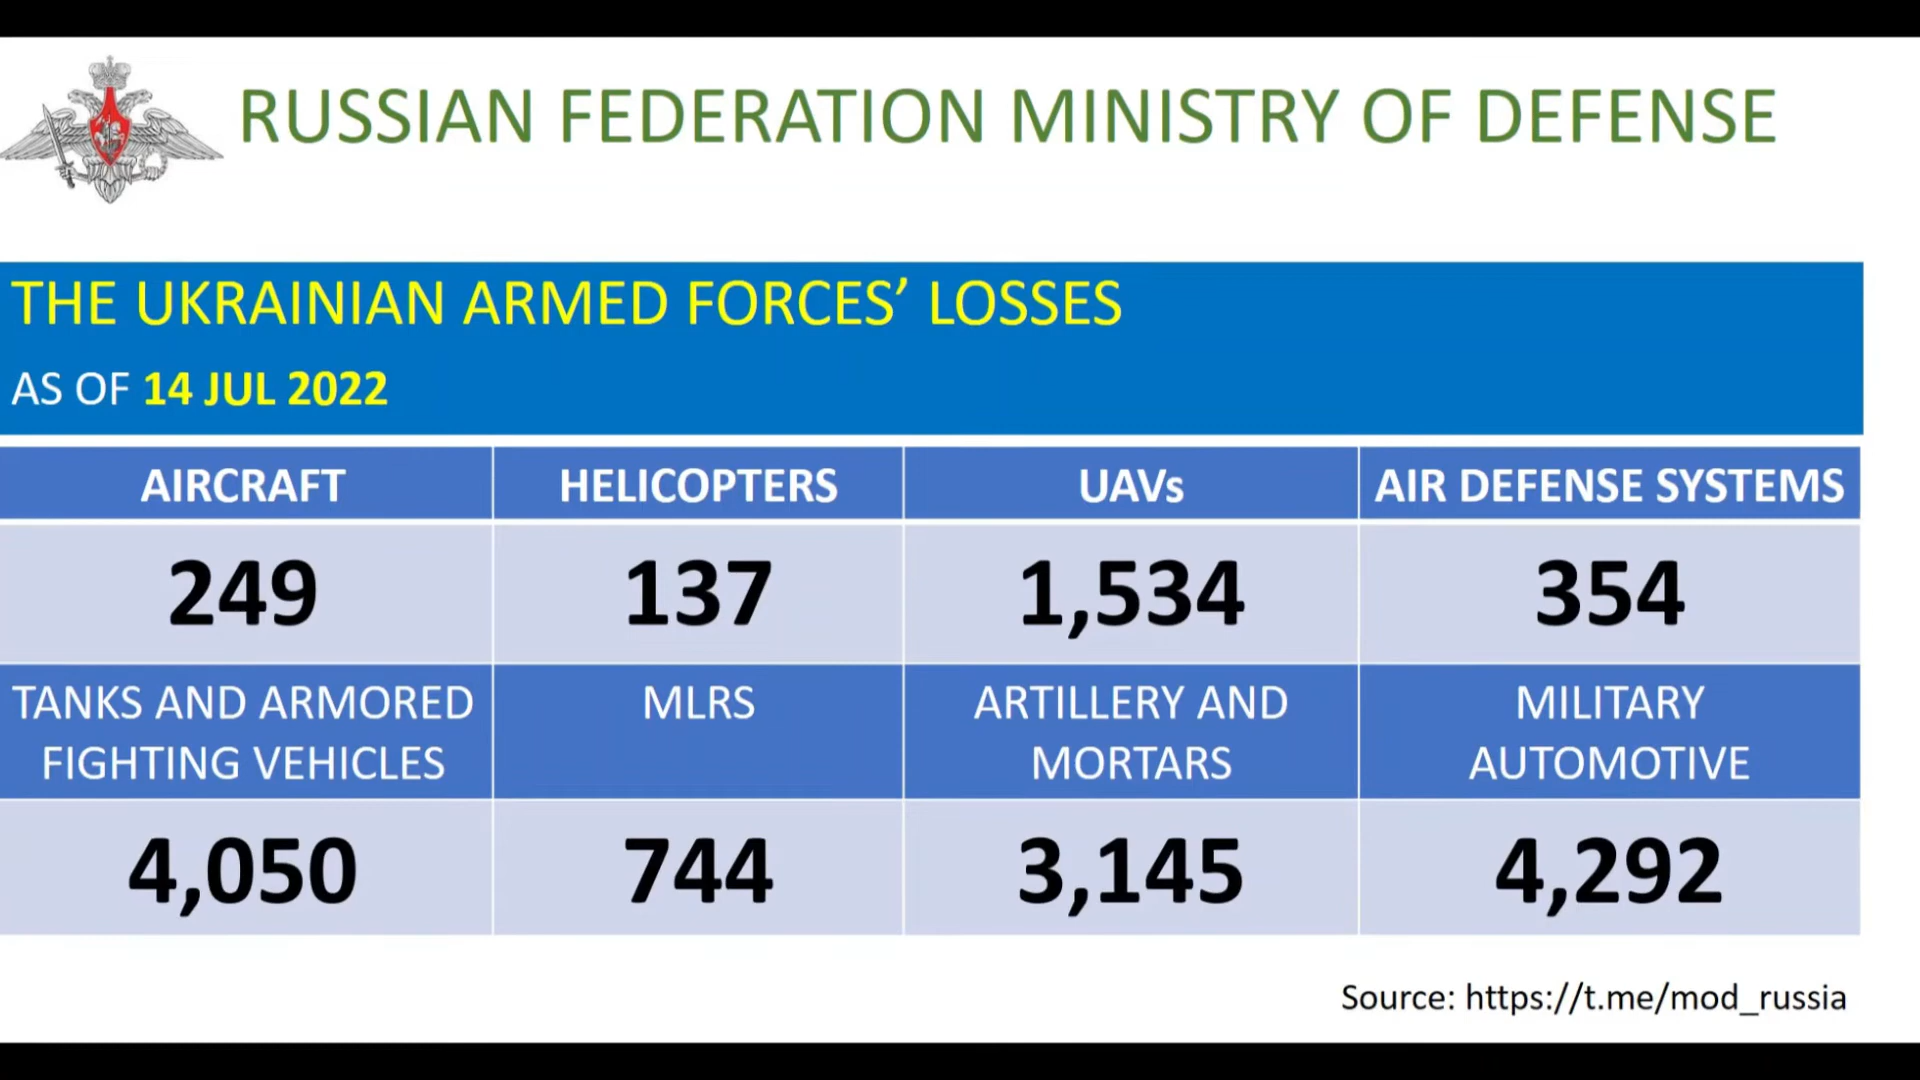 RUSSIAN FEDERATION MINISTRY OF DEFENSE
THE UKRAINIAN ARMED FORCES’ LOSSES
AS OF 14 JUL 2022
AIRCRAFT HELICOPTERS UAVs AIR DEFENSE SYSTEMS
249 137 1,534 354
TANKS AND ARMORED FIGHTING VEHICLES MLRS ARTILLERY AND MORTARS MILITARY AUTOMOTIVE
4,050 744 3,145 4,292
Source: https://t.me/mod_russia